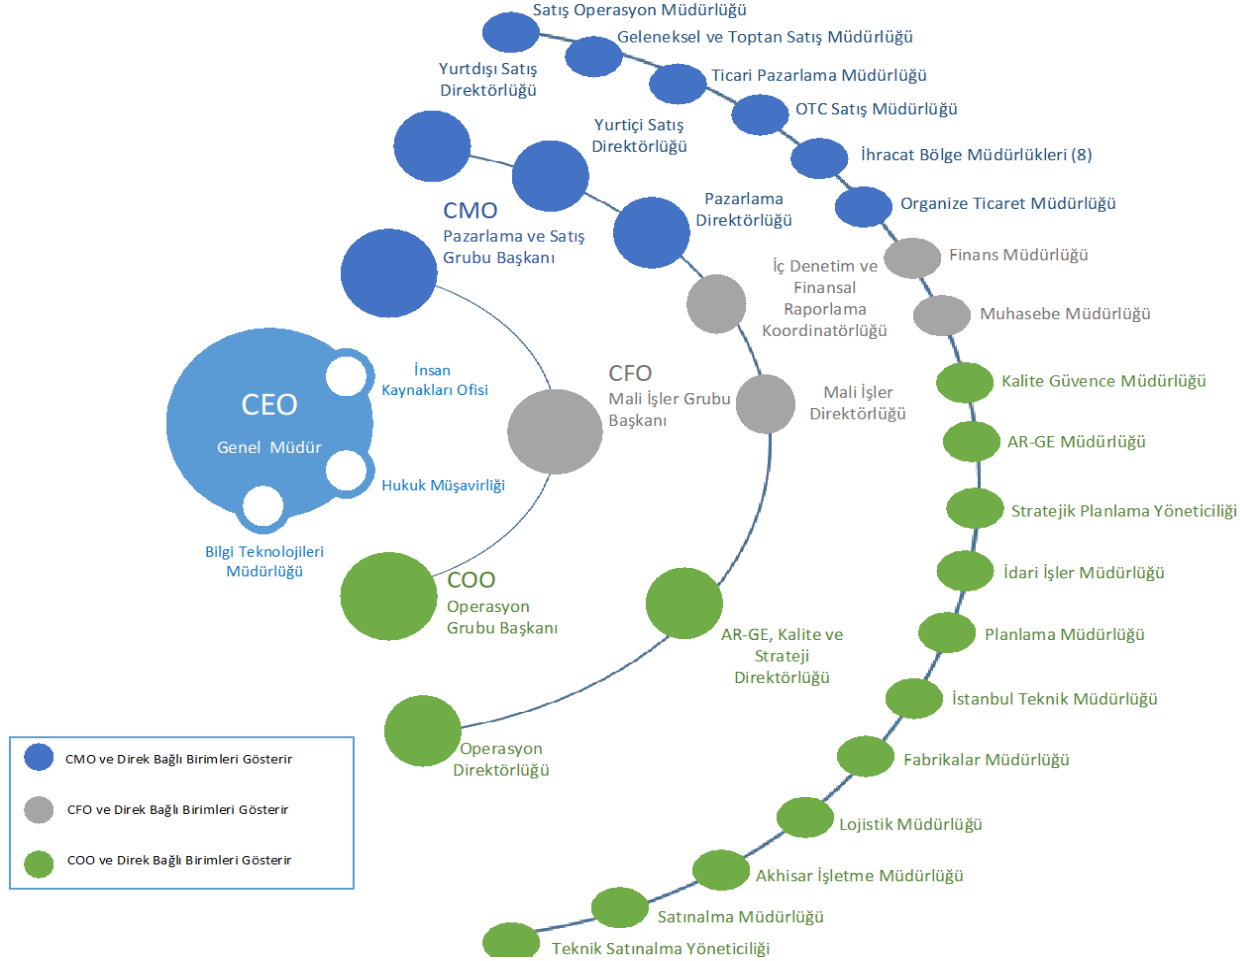 Satış Operasyon Müdürlüğü
Geleneksel ve Toptan Satış Müdürlüğü
Yurtdışı Satış
Direktörlüğü
Ticari Pazarlama Müdürlüğü
OTC Satış Müdürlüğü
Yurtiçi Satış
Direktörlüğü
İhracat Bölge Müdürlükleri (8)
Pazarlama
Direktörlüğü
Organize Ticaret Müdürlüğü
CMO
Pazarlama ve Satış
Grubu Başkanı
Finans Müdürlüğü
İç Denetim ve
Finansal
Raporlama
Koordinatörlüğü
Muhasebe Müdürlüğü
İnsan
Kaynakları Ofisi
CFO
Mali İşler Grubu
Başkanı
Kalite Güvence Müdürlüğü
Mali İşler
Direktörlüğü
CEO
Genel Müdür
AR-GE Müdürlüğü
Hukuk Müşavirliği
Stratejik Planlama Yöneticiliği
Bilgi Teknolojileri
Müdürlüğü
COO
Operasyon
Grubu Başkanı
İdari İşler Müdürlüğü
AR-GE, Kalite ve
Strateji
Direktörlüğü
Planlama Müdürlüğü
İstanbul Teknik Müdürlüğü
Operasyon
Direktörlüğü
Fabrikalar Müdürlüğü
CMO ve Direk Bağlı Birimleri Gösterir
CFO ve Direk Bağlı Birimleri Gösterir
COO ve Direk Bağlı Birimleri Gösterir
Lojistik Müdürlüğü
Akhisar İşletme Müdürlüğü
Satınalma Müdürlüğü
Teknik Satınalma Yöneticiliği